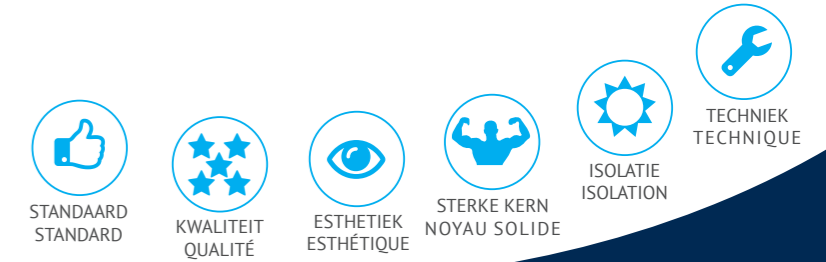 STANDAARD
STANDARD
KWALITEIT
QUALITÉ
ESTHETIEK
ESTHÉTIQUE
STERKE KERN
NOYAU SOLIDE
ISOLATIE
ISOLATION
TECHNIEK
TECHNIQUE